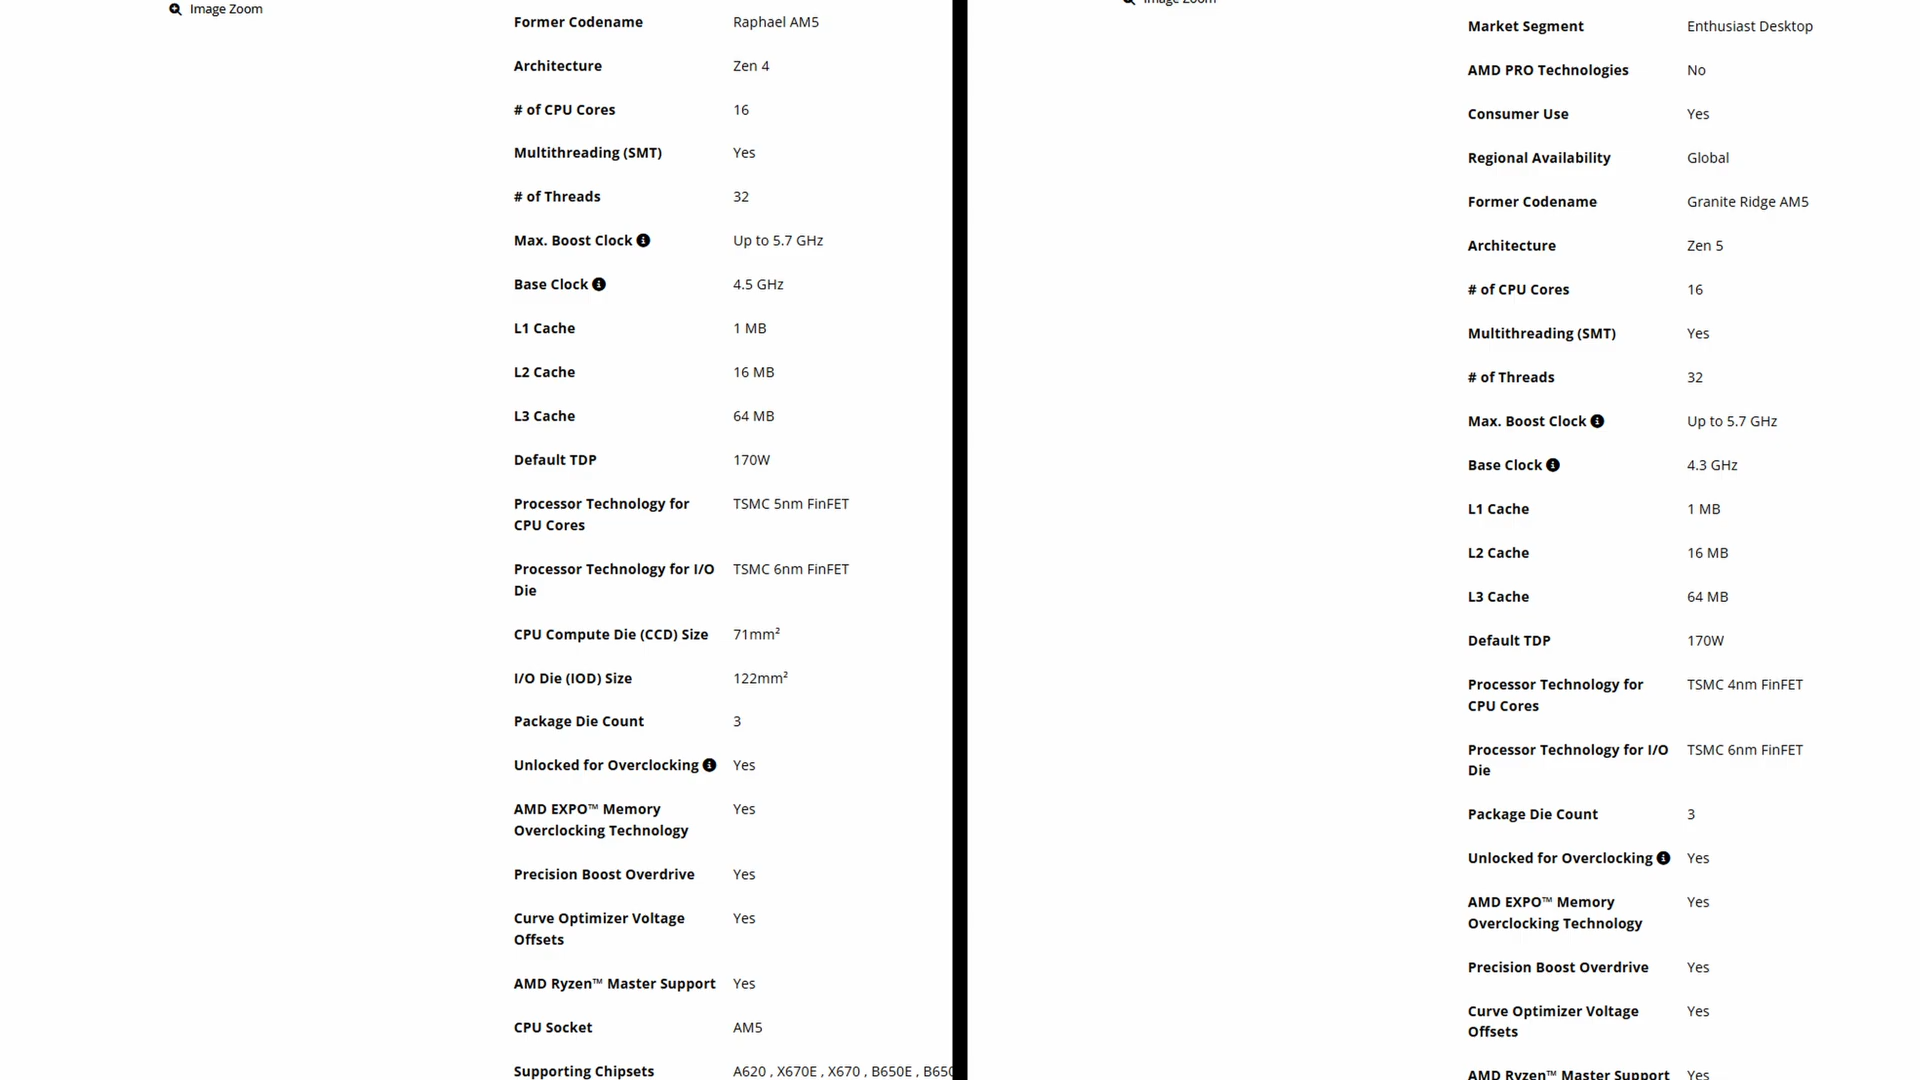 Image Zoom
Former Codename Raphael AM5
Architecture Zen 4
# of CPU Cores 16
Multithreading (SMT) Yes
# of Threads 32
Max. Boost Clock Up to 5.7 GHz
Base Clock 4.5 GHz
L1 Cache 1 MB
L2 Cache 16 MB
L3 Cache 64 MB
Default TDP 170W
Processor Technology for TSMC 5nm FinFET
CPU Cores
Processor Technology for I/O TSMC 6nm FinFET
Die
CPU Compute Die (CCD) Size 71mm²
I/O Die (IOD) Size 122mm²
Package Die Count 3
Unlocked for Overclocking Yes
AMD EXPO™ Memory Yes
Overclocking Technology
Precision Boost Overdrive Yes
Curve Optimizer Voltage Yes
Offsets
AMD Ryzen™ Master Support Yes
CPU Socket AM5
Supporting Chipsets A620 , X670E , X670 , B650E , B650
Image Zoom
Market Segment Enthusiast Desktop
AMD PRO Technologies No
Consumer Use Yes
Regional Availability Global
Former Codename Granite Ridge AM5
Architecture Zen 5
# of CPU Cores 16
Multithreading (SMT) Yes
# of Threads 32
Max. Boost Clock Up to 5.7 GHz
Base Clock 4.3 GHz
L1 Cache 1 MB
L2 Cache 16 MB
L3 Cache 64 MB
Default TDP 170W
Processor Technology for TSMC 4nm FinFET
CPU Cores
Processor Technology for I/O TSMC 6nm FinFET
Die
Package Die Count 3
Unlocked for Overclocking Yes
AMD EXPO™ Memory Yes
Overclocking Technology
Precision Boost Overdrive Yes
Curve Optimizer Voltage Yes
Offsets
AMD Ryzen™ Master Support Yes